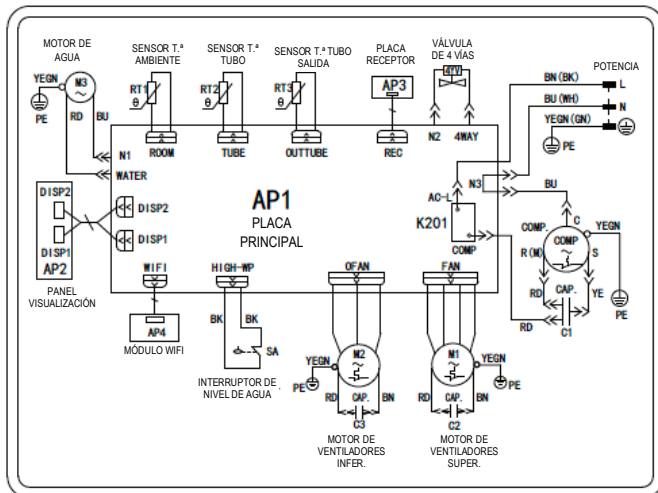 MOTOR DE
AGUA
SENSOR T.ª
AMBIENTE
SENSOR T.ª
TUBO
SENSOR T.ª TUBO
SALIDA
PLACA
RECEPTOR
VÁLVULA
DE 4 VÍAS
POTENCIA
YEGN
M3
PE
RD
BU
RT1
θ
RT2
θ
RT3
θ
AP3
4YV
BN(BK)
L
BU(WH)
N
YEGN(GN)
PE
N1
WATER
ROOM
TUBE
OUTTUBE
REC
N2
4WAY
N3
BU
DISP2
DISP1
AP2
PANEL
VISUALIZACIÓN
DISP2
DISP1
AP1
PLACA
PRINCIPAL
AC-L
K201
COMP
COMP.
C
COMP
R(M)
S
YEGN
RD
CAP.
YE
C1
RD
PE
WIFI
HIGH-WP
OFAN
FAN
AP4
MÓDULO WIFI
BK
BK
SA
INTERRUPTOR DE
NIVEL DE AGUA
YEGN
M2
PE
RD
CAP.
BN
C3
MOTOR DE
VENTILADORES
INFER.
M1
YEGN
PE
RD
CAP.
BN
C2
MOTOR DE
VENTILADORES
SUPER.